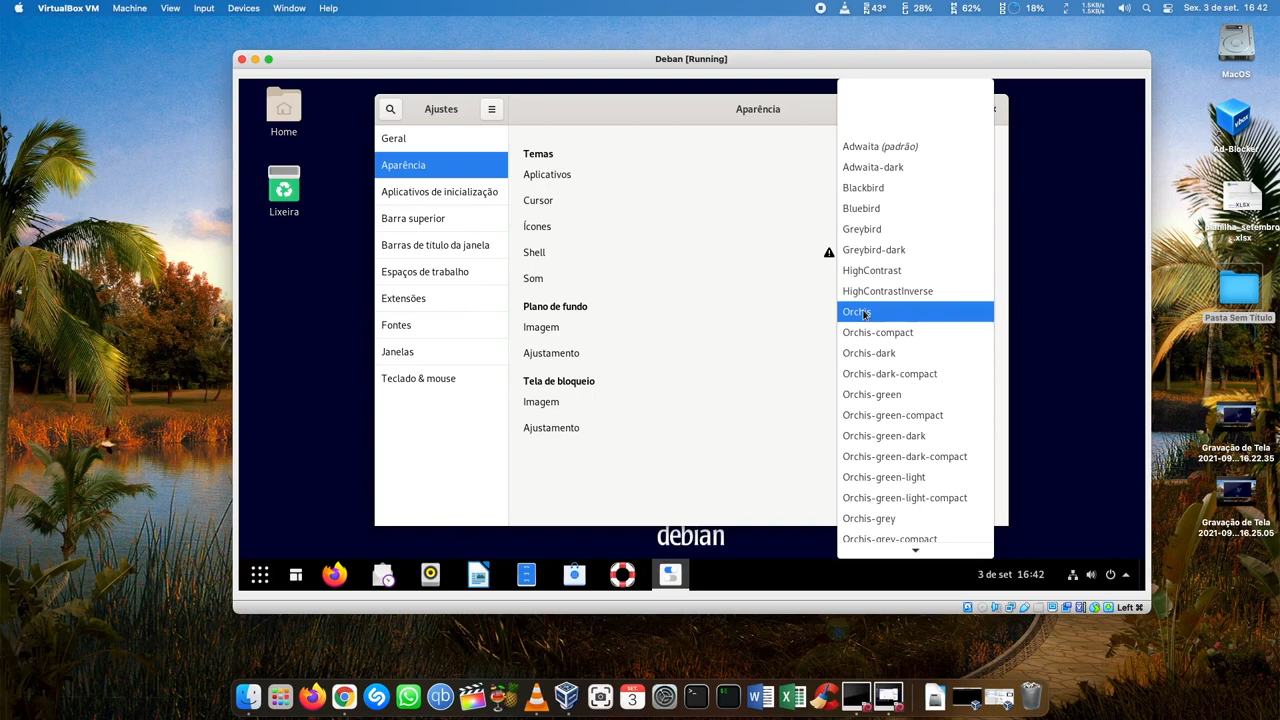 VirtualBox VM Machine View Input Devices Window Help
43° 28% 62% 18% 1.5KB/s 1.5KB/s Sex. 3 de set. 16 42
Deban [Running]
MacOS
Ad-Blocker
XLSX
planilha_setembro
.xlsx
Pasta Sem Título
Gravação de Tela
2021-09...16.22.35
Gravação de Tela
2021-09...16.25.05
Home
Lixeira
Ajustes
Aparência
Geral
Aparência
Aplicativos de inicialização
Barra superior
Barras de título da janela
Espaços de trabalho
Extensões
Fontes
Janelas
Teclado & mouse
Temas
Aplicativos
Cursor
Ícones
Shell
Som
Plano de fundo
Imagem
Ajustamento
Tela de bloqueio
Imagem
Ajustamento
Adwaita (padrão)
Adwaita-dark
Blackbird
Bluebird
Greybird
Greybird-dark
HighContrast
HighContrastInverse
Orchis
Orchis-compact
Orchis-dark
Orchis-dark-compact
Orchis-green
Orchis-green-compact
Orchis-green-dark
Orchis-green-dark-compact
Orchis-green-light
Orchis-green-light-compact
Orchis-grey
Orchis-grey-compact
debian
3 de set 16:42
Left ⌘
SET.
3